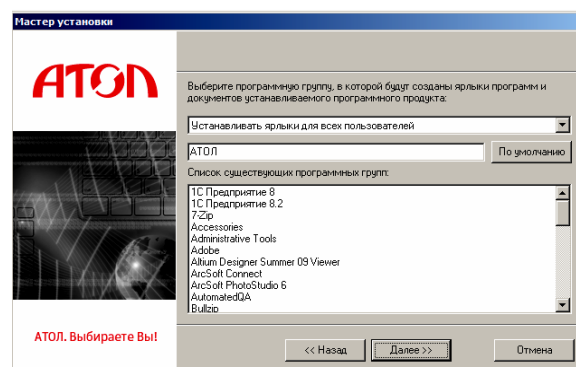 Мастер установки
АТОЛ
Выберите программную группу, в которой будут созданы ярлыки программ и
документов устанавливаемого программного продукта:
Устанавливать ярлыки для всех пользователей
АТОЛ
По умолчанию
Список существующих программных групп:
1С Предприятие 8
1С Предприятие 8.2
7-Zip
Accessories
Administrative Tools
Adobe
Altium Designer Summer 09 Viewer
ArcSoft Connect
ArcSoft PhotoStudio 6
AutomatedQA
Bullzip
АТОЛ. Выбираете Вы!
<< Назад
Далее >>
Отмена